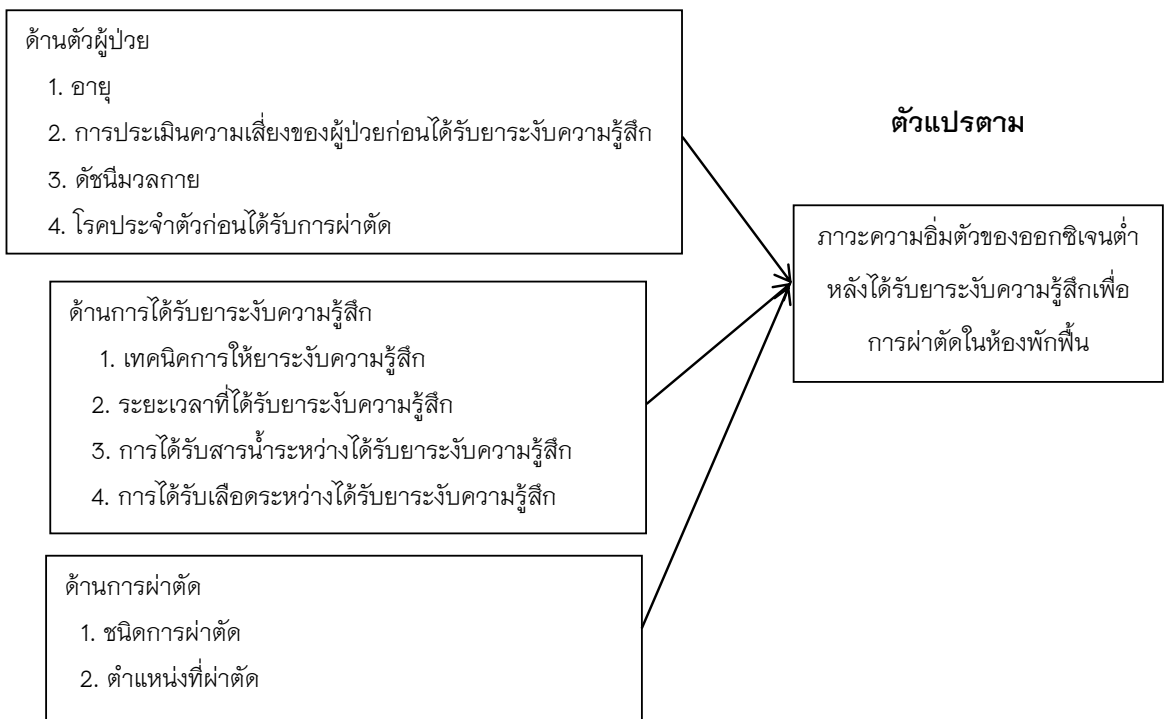 ด้านตัวผู้ป่วย
1. อายุ
2. การประเมินความเสี่ยงของผู้ป่วยก่อนได้รับยาระงับความรู้สึก
3. ดัชนีมวลกาย
4. โรคประจำตัวก่อนได้รับการผ่าตัด
ด้านการได้รับยาระงับความรู้สึก
1. เทคนิคการให้ยาระงับความรู้สึก
2. ระยะเวลาที่ได้รับยาระงับความรู้สึก
3. การได้รับสารน้ำระหว่างได้รับยาระงับความรู้สึก
4. การได้รับเลือดระหว่างได้รับยาระงับความรู้สึก
ด้านการผ่าตัด
1. ชนิดการผ่าตัด
2. ตำแหน่งที่ผ่าตัด
ตัวแปรตาม
ภาวะความอิ่มตัวของออกซิเจนต่ำ
หลังได้รับยาระงับความรู้สึกเพื่อ
การผ่าตัดในห้องพักฟื้น